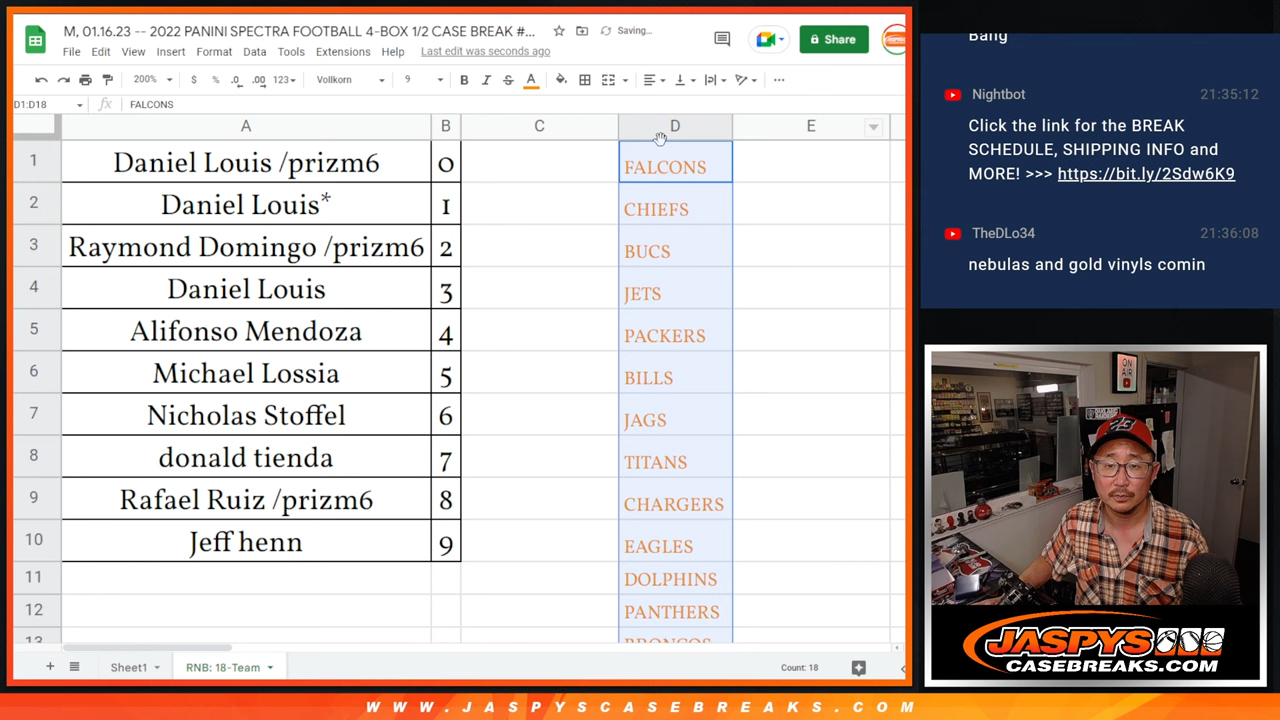 M, 01.16.23 -- 2022 PANINI SPECTRA FOOTBALL 4-BOX 1/2 CASE BREAK #...
Saving...
File Edit View Insert Format Data Tools Extensions Help Last edit was seconds ago
Share
200% $ % .0 .00 123 Vollkorn 9 B I S A
D1:D18 fx FALCONS
A B C D E
1 Daniel Louis /prizm6 0 FALCONS
2 Daniel Louis* 1 CHIEFS
3 Raymond Domingo /prizm6 2 BUCS
4 Daniel Louis 3 JETS
5 Alifonso Mendoza 4 PACKERS
6 Michael Lossia 5 BILLS
7 Nicholas Stoffel 6 JAGS
8 donald tienda 7 TITANS
9 Rafael Ruiz /prizm6 8 CHARGERS
10 Jeff henn 9 EAGLES
11 DOLPHINS
12 PANTHERS
13 BRONCOS
Sheet1 RNB: 18-Team Count: 18
Bang
Nightbot 21:35:12
Click the link for the BREAK
SCHEDULE, SHIPPING INFO and
MORE! >>> https://bit.ly/2Sdw6K9
TheDLo34 21:36:08
nebulas and gold vinyls comin
ON
AIR
JASPYS
CASEBREAKS.COM
WWW.JASPYSCASEBREAKS.COM